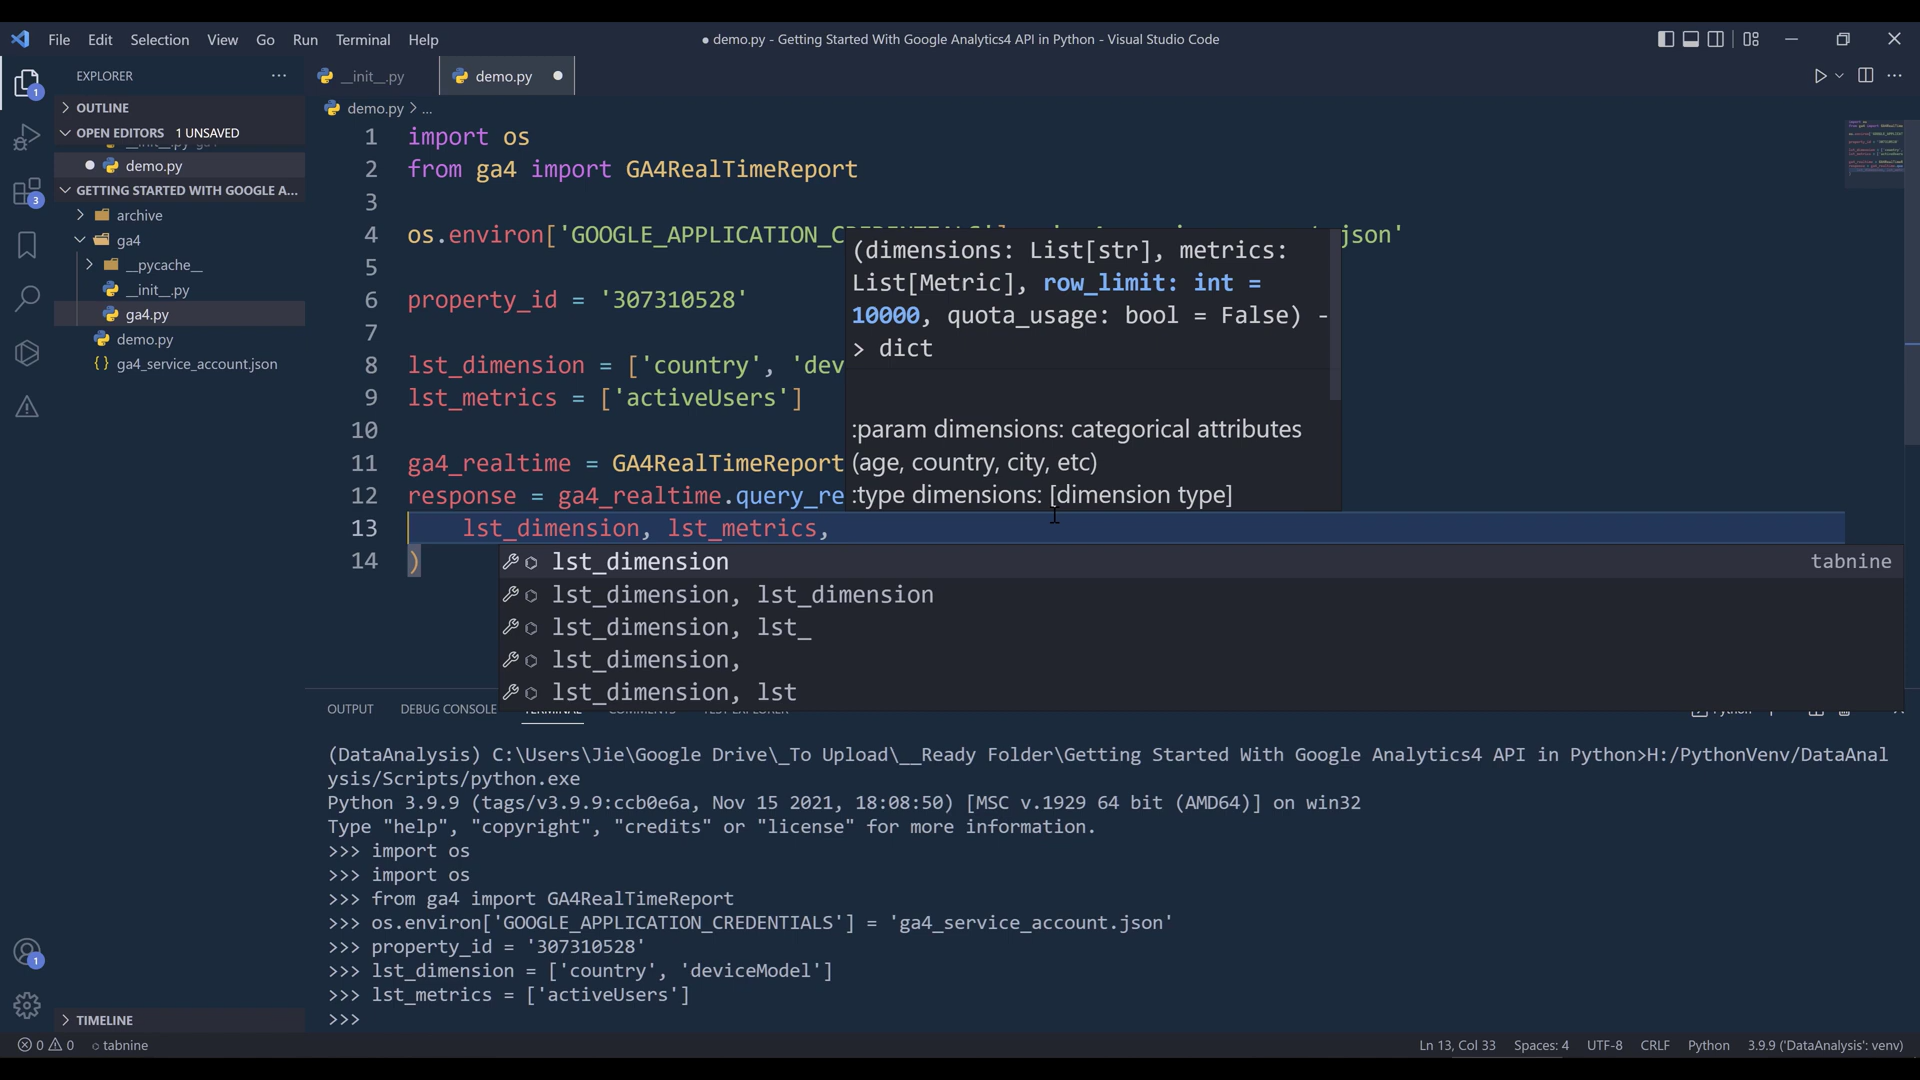 File Edit Selection View Go Run Terminal Help
● demo.py - Getting Started With Google Analytics4 API in Python - Visual Studio Code
EXPLORER
OUTLINE
OPEN EDITORS 1 UNSAVED
demo.py
GETTING STARTED WITH GOOGLE A...
archive
ga4
__pycache__
__init__.py
ga4.py
demo.py
ga4_service_account.json
TIMELINE
1
3
1
__init__.py
demo.py
demo.py > ...
1 import os
2 from ga4 import GA4RealTimeReport
3
4 os.environ['GOOGLE_APPLICATION_CREDENTIALS'] json'
5
6 property_id = '307310528'
7
8 lst_dimension = ['country', 'dev
9 lst_metrics = ['activeUsers']
10
11 ga4_realtime = GA4RealTimeReport
12 response = ga4_realtime.query_re
13 lst_dimension, lst_metrics,
14 )
(dimensions: List[str], metrics:
List[Metric], row_limit: int =
10000, quota_usage: bool = False) -
> dict
:param dimensions: categorical attributes
(age, country, city, etc)
:type dimensions: [dimension type]
lst_dimension tabnine
lst_dimension, lst_dimension
lst_dimension, lst_
lst_dimension,
lst_dimension, lst
OUTPUT DEBUG CONSOLE TERMINAL COMMENTS TEST EXPLORER
(DataAnalysis) C:\Users\Jie\Google Drive\_To Upload\__Ready Folder\Getting Started With Google Analytics4 API in Python>H:/PythonVenv/DataAnal
ysis/Scripts/python.exe
Python 3.9.9 (tags/v3.9.9:ccb0e6a, Nov 15 2021, 18:08:50) [MSC v.1929 64 bit (AMD64)] on win32
Type "help", "copyright", "credits" or "license" for more information.
>>> import os
>>> import os
>>> from ga4 import GA4RealTimeReport
>>> os.environ['GOOGLE_APPLICATION_CREDENTIALS'] = 'ga4_service_account.json'
>>> property_id = '307310528'
>>> lst_dimension = ['country', 'deviceModel']
>>> lst_metrics = ['activeUsers']
>>>
0 0 tabnine
Ln 13, Col 33 Spaces: 4 UTF-8 CRLF Python 3.9.9 ('DataAnalysis': venv)